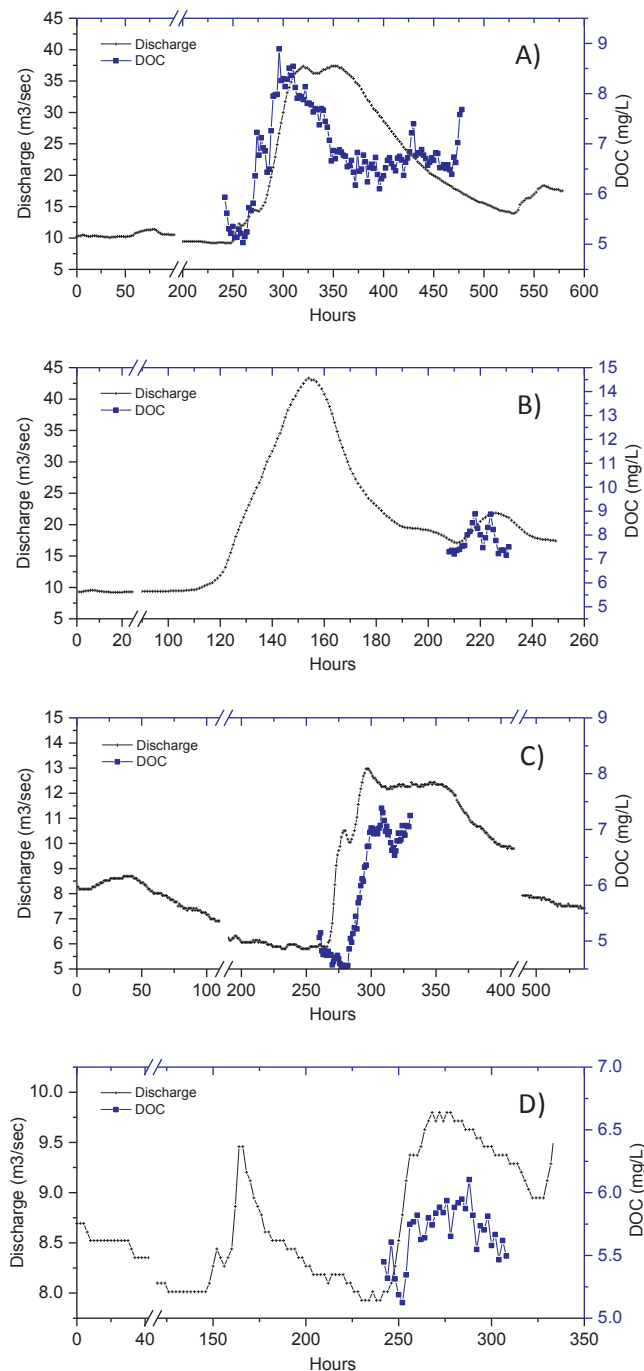 A)
Discharge
DOC
Discharge (m3/sec)
45
40
35
30
25
20
15
10
5
9
8
7
6
5
DOC (mg/L)
0 50 200 250 300 350 400 450 500 550 600
Hours
B)
Discharge
DOC
Discharge (m3/sec)
45
40
35
30
25
20
15
10
5
15
14
13
12
11
10
9
8
7
6
5
DOC (mg/L)
0 20 100 120 140 160 180 200 220 240 260
Hours
C)
Discharge
DOC
Discharge (m3/sec)
15
14
13
12
11
10
9
8
7
6
5
9
8
7
6
5
DOC (mg/L)
0 50 100 200 250 300 350 400 500
Hours
D)
Discharge
DOC
Discharge (m3/sec)
10.0
9.5
9.0
8.5
8.0
7.0
6.5
6.0
5.5
5.0
DOC (mg/L)
0 20 40 150 200 250 300 350
Hours